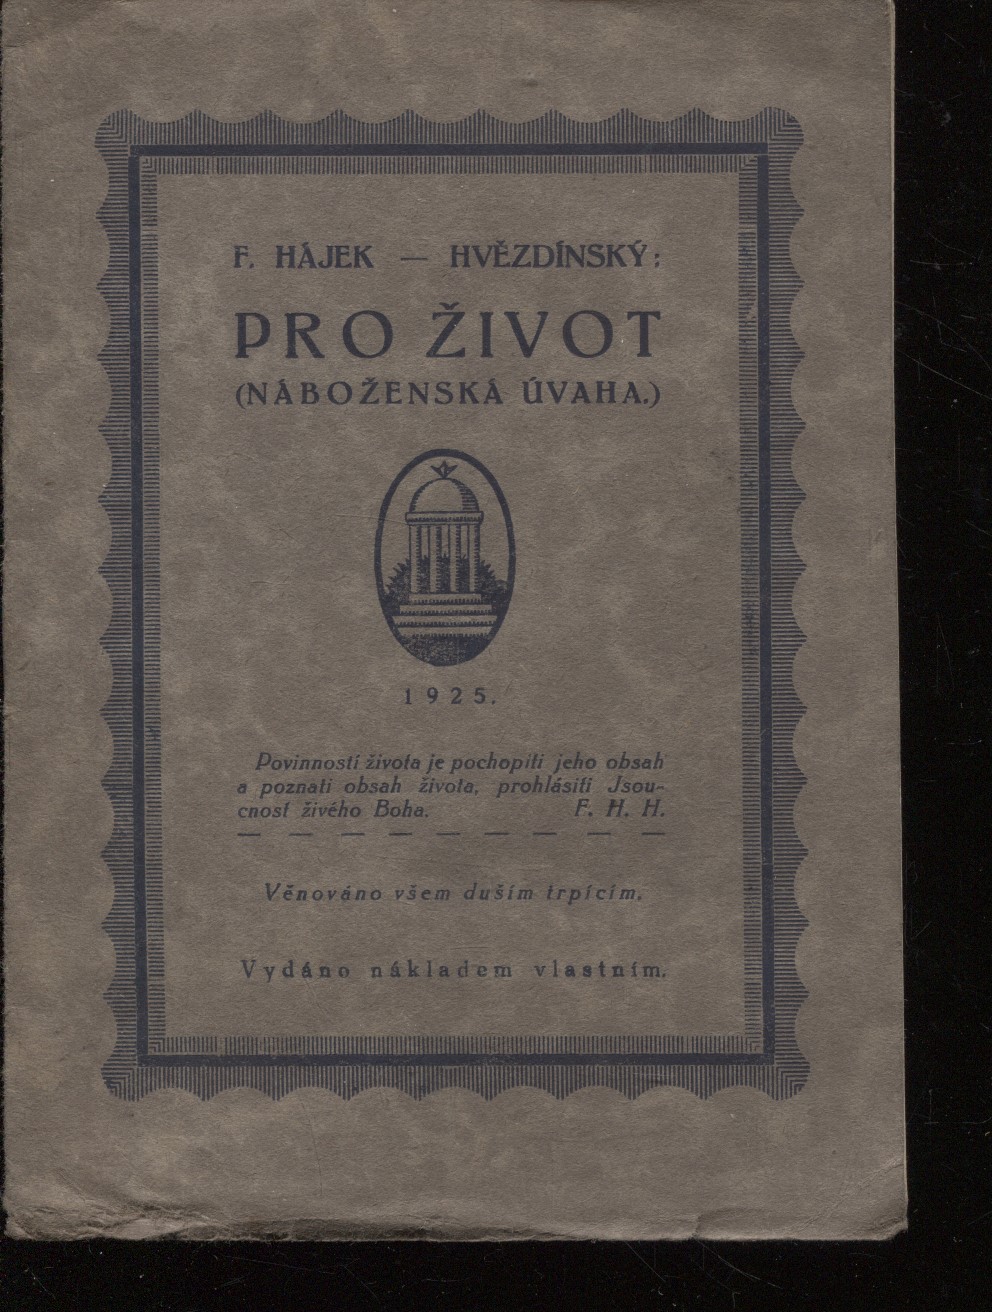 F. HÁJEK — HVĚZDÍNSKÝ:
PRO ŽIVOT
(NÁBOŽENSKÁ ÚVAHA.)
1925.
Povinností života je pochopiti jeho obsah
a poznati obsah života, prohlásiti Jsou-
cnost živého Boha. F. H. H.
Věnováno všem duším trpícím.
Vydáno nákladem vlastním.